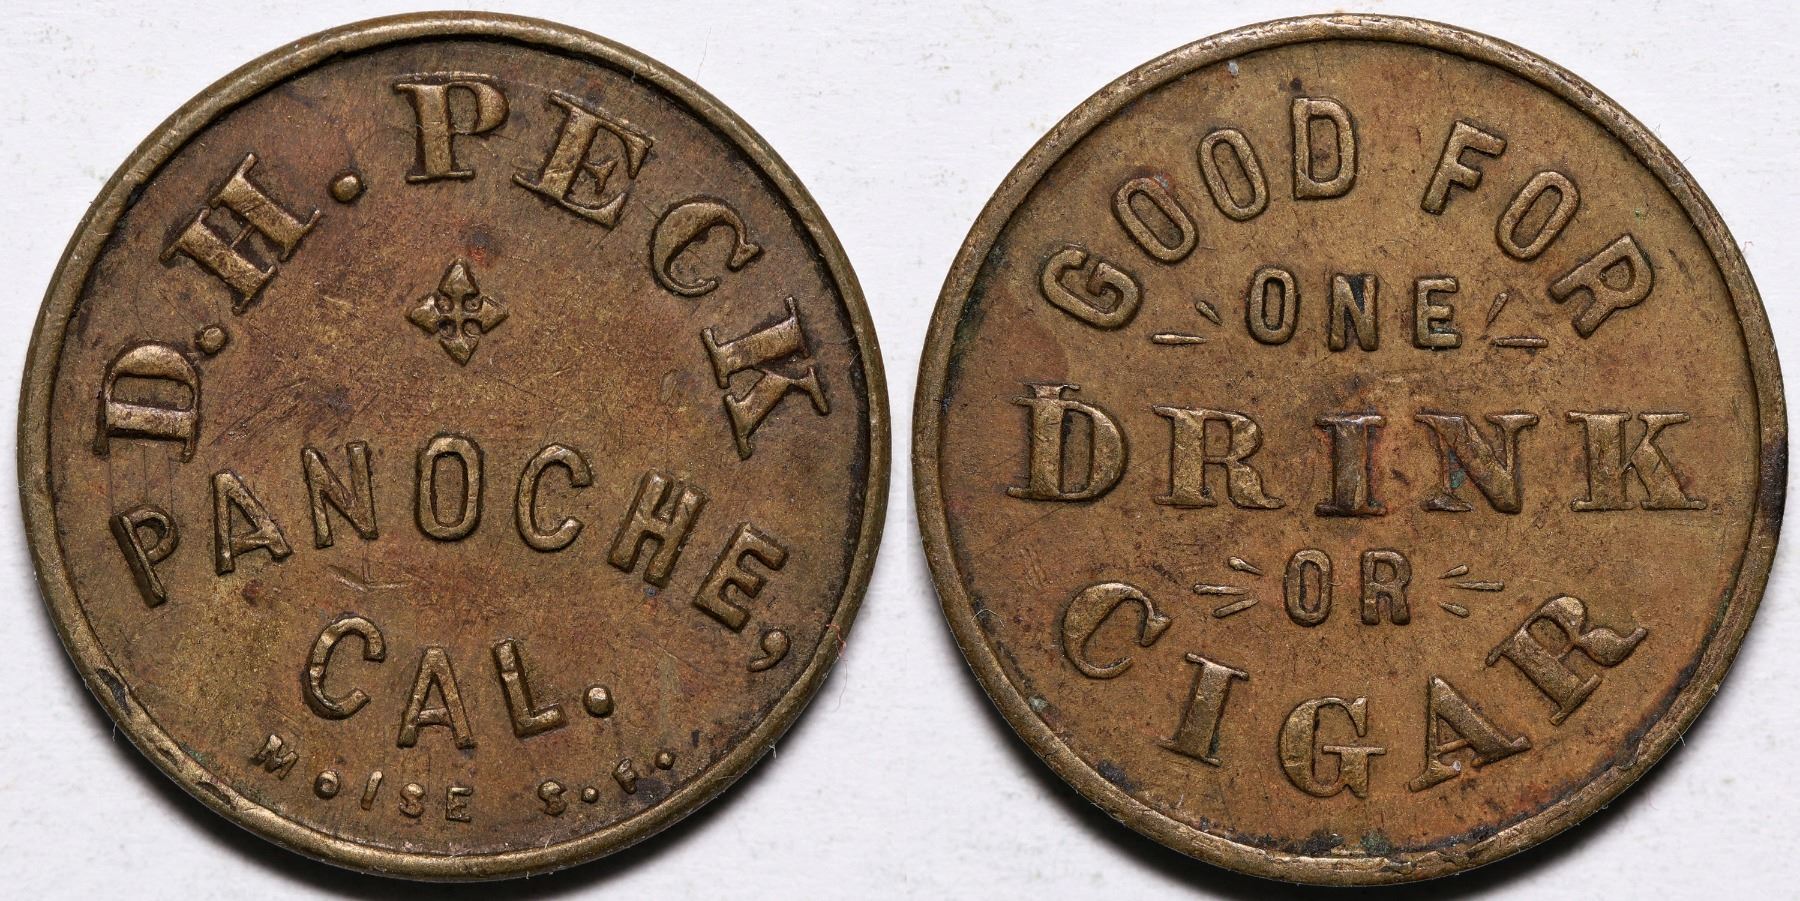 D.H. PECK
PANOCHE,
CAL.
MOISE S.F.
GOOD FOR
ONE
DRINK
OR
CIGAR